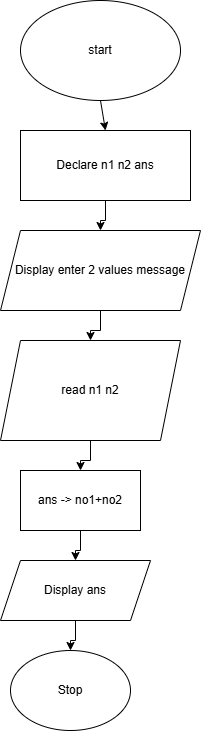 start
Declare n1 n2 ans
Display enter 2 values message
read n1 n2
ans -> no1+no2
Display ans
Stop